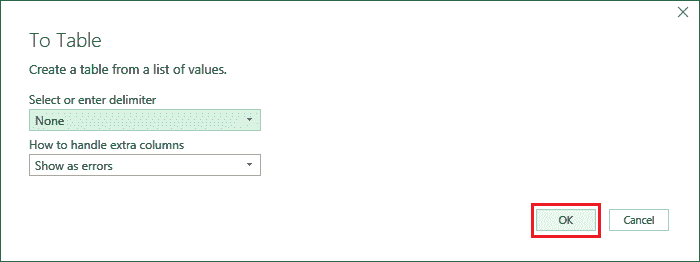 To Table
Create a table from a list of values.
Select or enter delimiter
None
How to handle extra columns
Show as errors
OK
Cancel